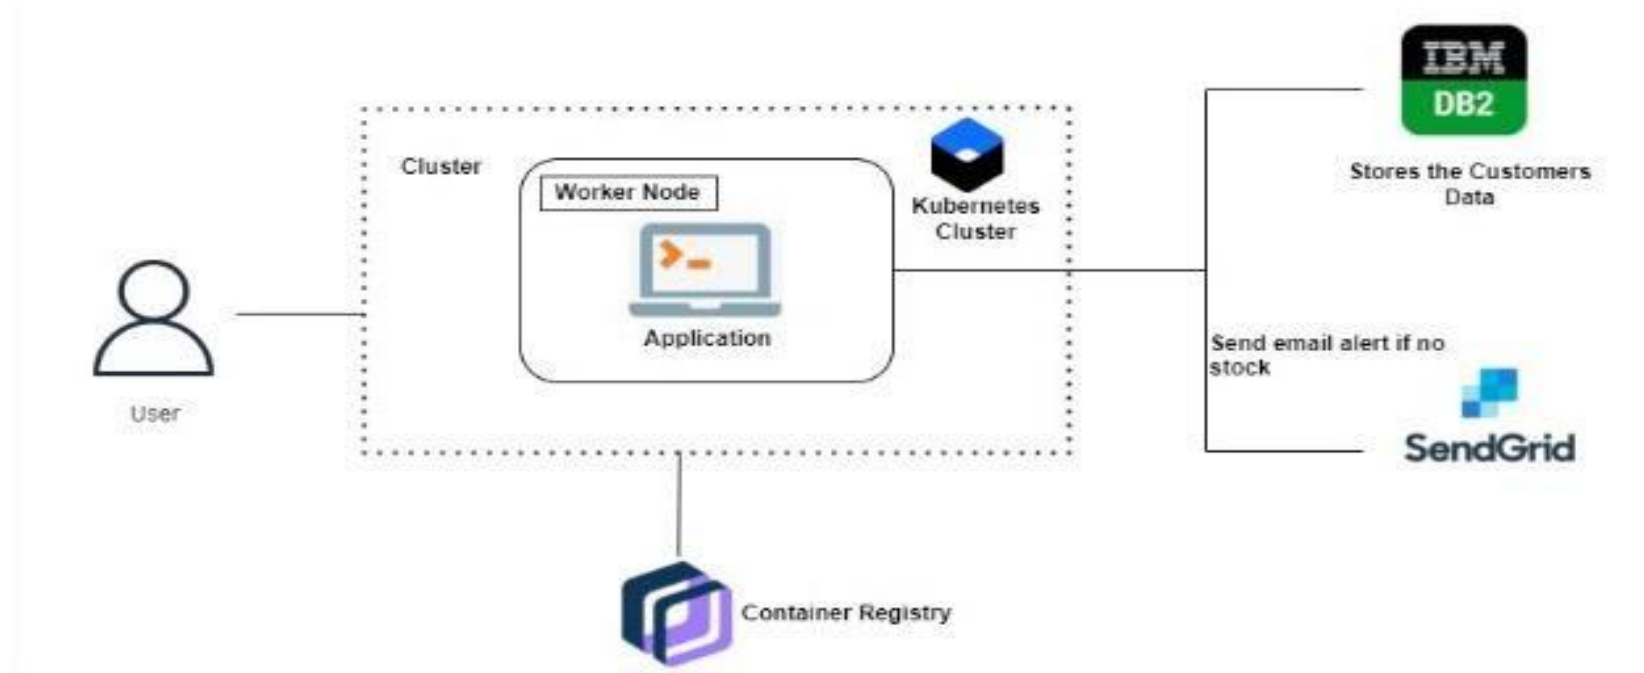 IBM
DB2
Stores the Customers
Data
Cluster
Worker Node
Kubernetes
Cluster
Application
User
Send email alert if no
stock
SendGrid
Container Registry